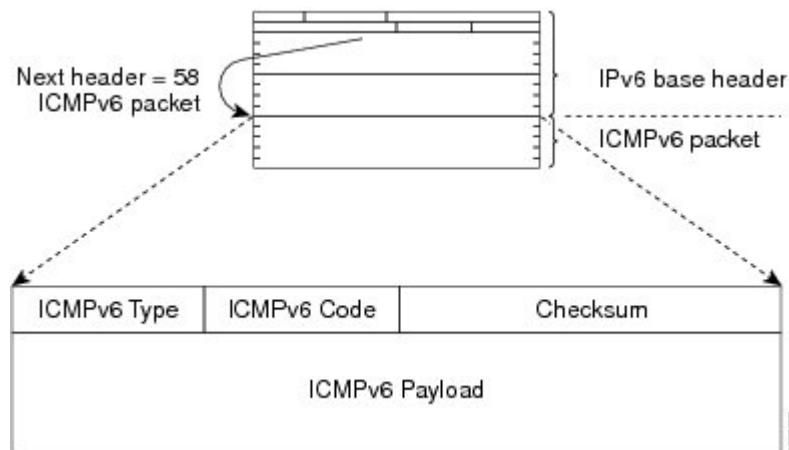 Next header = 58
ICMPv6 packet
IPv6 base header
ICMPv6 packet
ICMPv6 Type
ICMPv6 Code
Checksum
ICMPv6 Payload